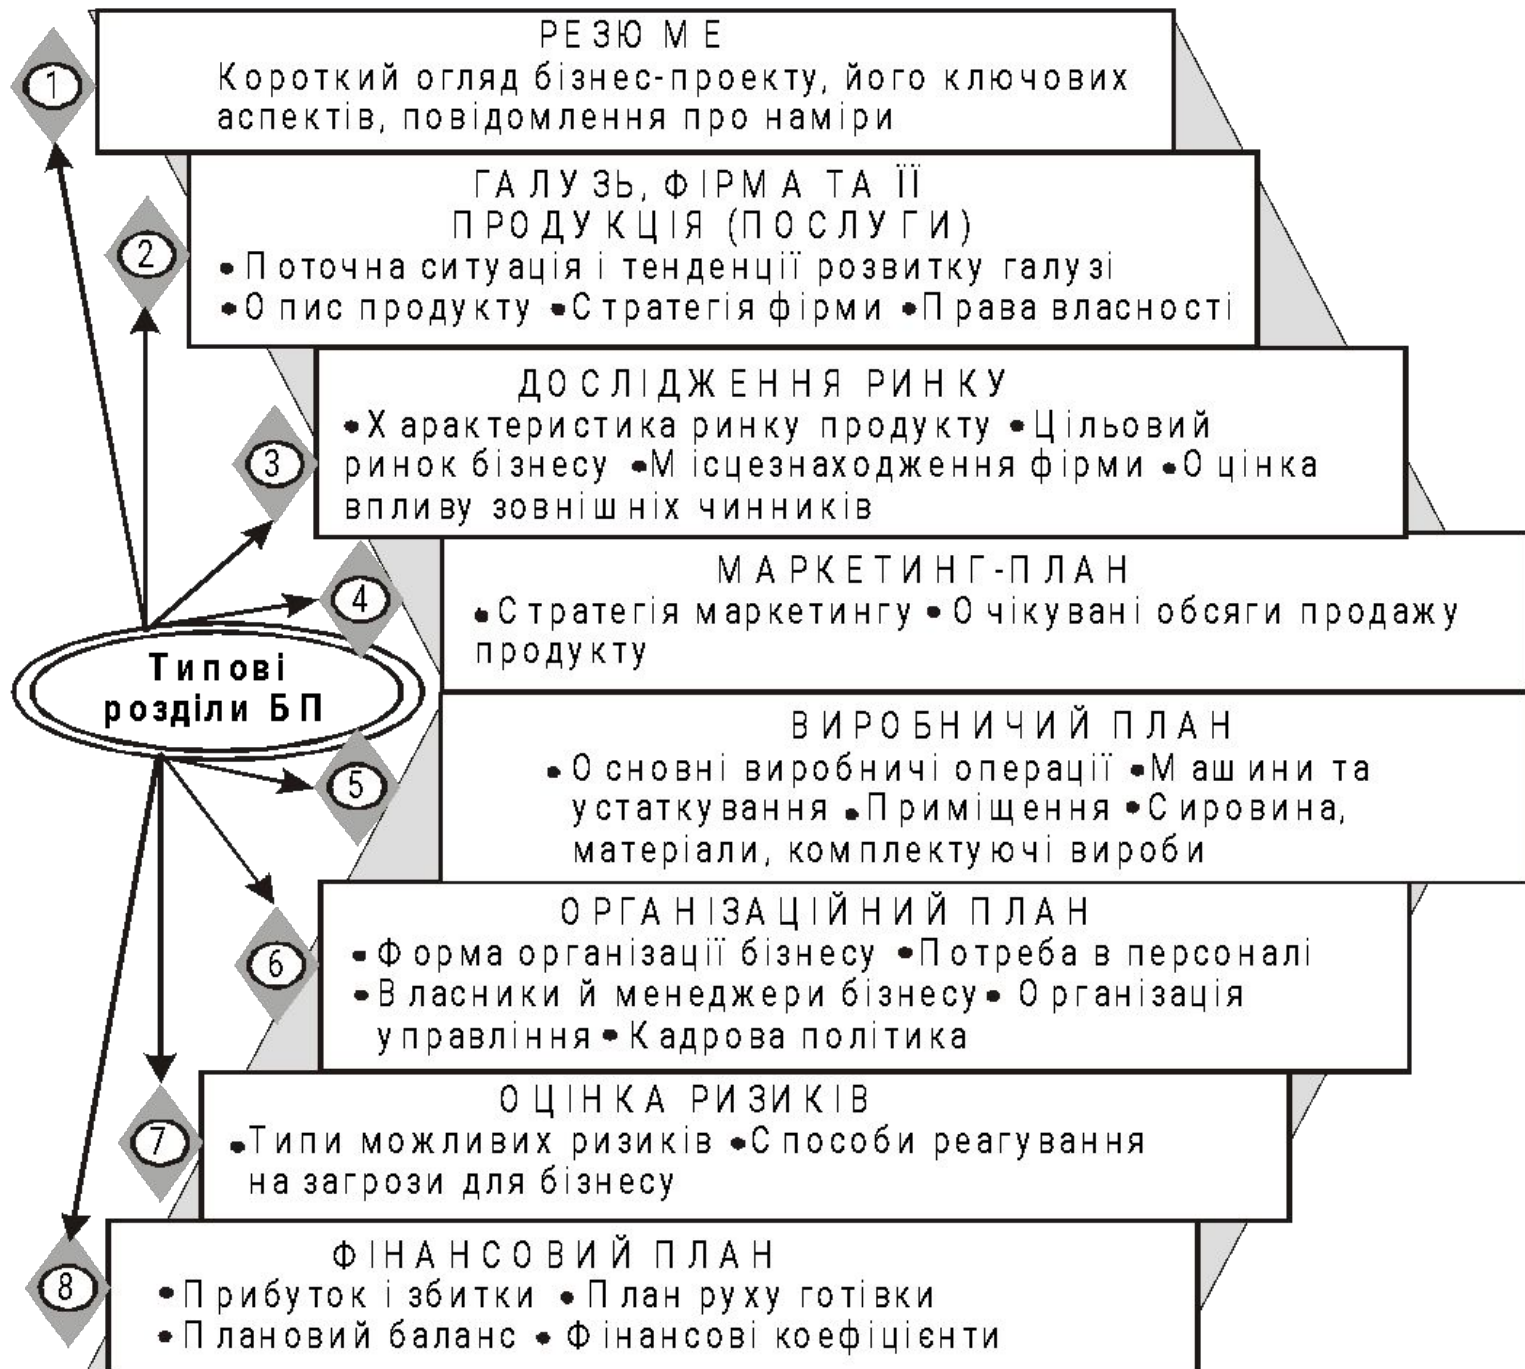 1
РЕЗЮМЕ
Короткий огляд бізнес-проекту, його ключових
аспектів, повідомлення про наміри
2
ГАЛУЗЬ, ФІРМА ТА ЇЇ
ПРОДУКЦІЯ (ПОСЛУГИ)
•Поточна ситуація і тенденції розвитку галузі
•Опис продукту •Стратегія фірми •Права власності
3
ДОСЛІДЖЕННЯ РИНКУ
•Характеристика ринку продукту •Цільовий
ринок бізнесу •Місцезнаходження фірми •Оцінка
впливу зовнішніх чинників
4
МАРКЕТИНГ-ПЛАН
•Стратегія маркетингу • Очікувані обсяги продажу
продукту
Типові
розділи БП
5
ВИРОБНИЧИЙ ПЛАН
• Основні виробничі операції •Машини та
устаткування •Приміщення •Сировина,
матеріали, комплектуючі вироби
6
ОРГАНІЗАЦІЙНИЙ ПЛАН
•Форма організації бізнесу •Потреба в персоналі
•Власники й менеджери бізнесу• Організація
управління •Кадрова політика
7
ОЦІНКА РИЗИКІВ
•Типи можливих ризиків •Способи реагування
на загрози для бізнесу
8
ФІНАНСОВИЙ ПЛАН
•Прибуток і збитки • План руху готівки
•Плановий баланс • Фінансові коефіцієнти